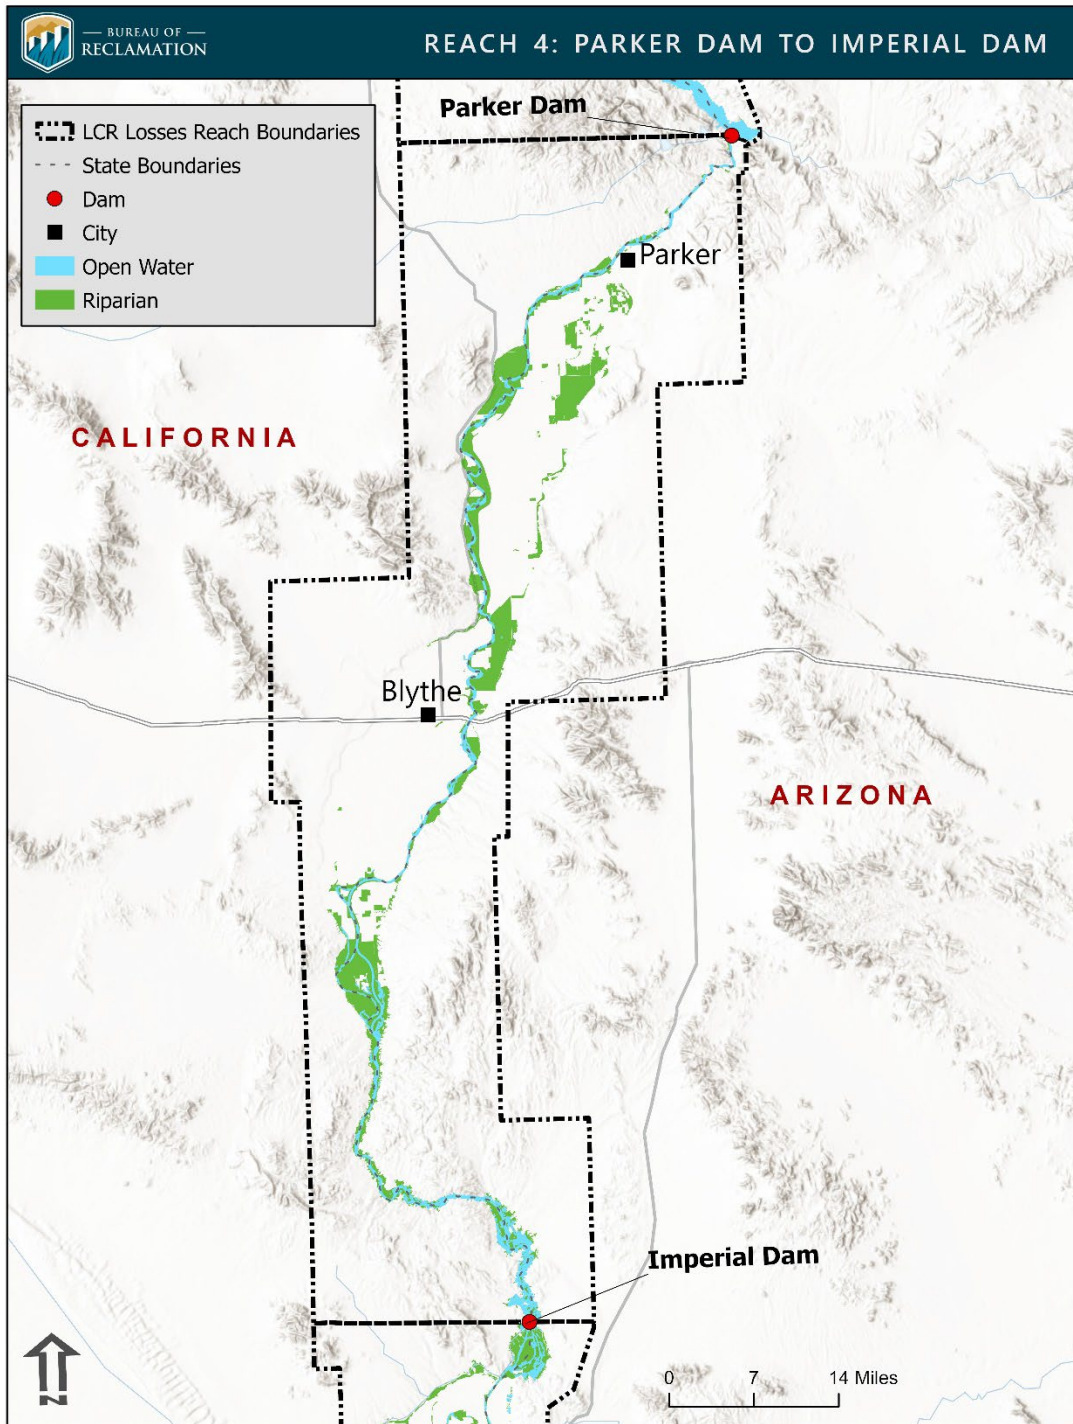 BUREAU OF
RECLAMATION
REACH 4: PARKER DAM TO IMPERIAL DAM
LCR Losses Reach Boundaries
State Boundaries
Dam
City
Open Water
Riparian
Parker Dam
Parker
CALIFORNIA
Blythe
ARIZONA
Imperial Dam
N
0 7 14 Miles